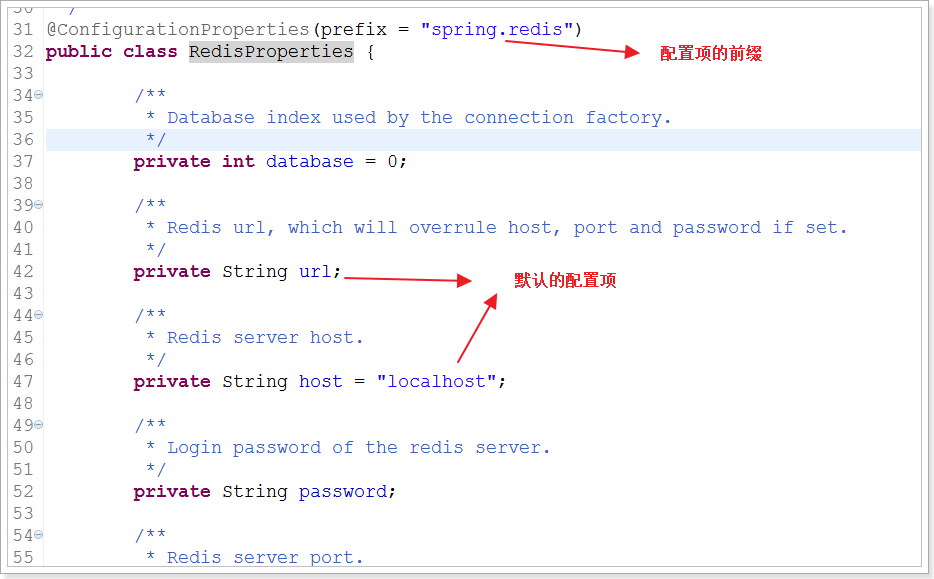 30 */
31 @ConfigurationProperties(prefix = "spring.redis")
32 public class RedisProperties {
配置项的前缀
33
34 /**
35 * Database index used by the connection factory.
36 */
37 private int database = 0;
38
39 /**
40 * Redis url, which will overrule host, port and password if set.
41 */
42 private String url;
默认的配置项
43
44 /**
45 * Redis server host.
46 */
47 private String host = "localhost";
48
49 /**
50 * Login password of the redis server.
51 */
52 private String password;
53
54 /**
55 * Redis server port.